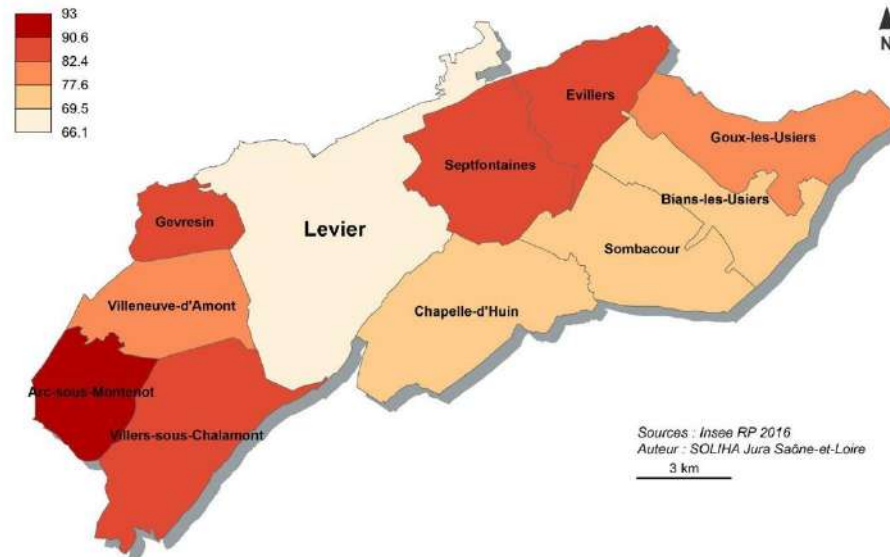 93
90.6
82.4
77.6
69.5
66.1
N
Evillers
Goux-les-Usiers
Septfontaines
Bians-les-Usiers
Gevresin
Levier
Sombacour
Villeneuve-d'Amont
Chapelle-d'Huin
Arc-sous-Montenot
Villers-sous-Chalamont
Sources : Insee RP 2016
Auteur : SOLIHA Jura Saône-et-Loire
3 km